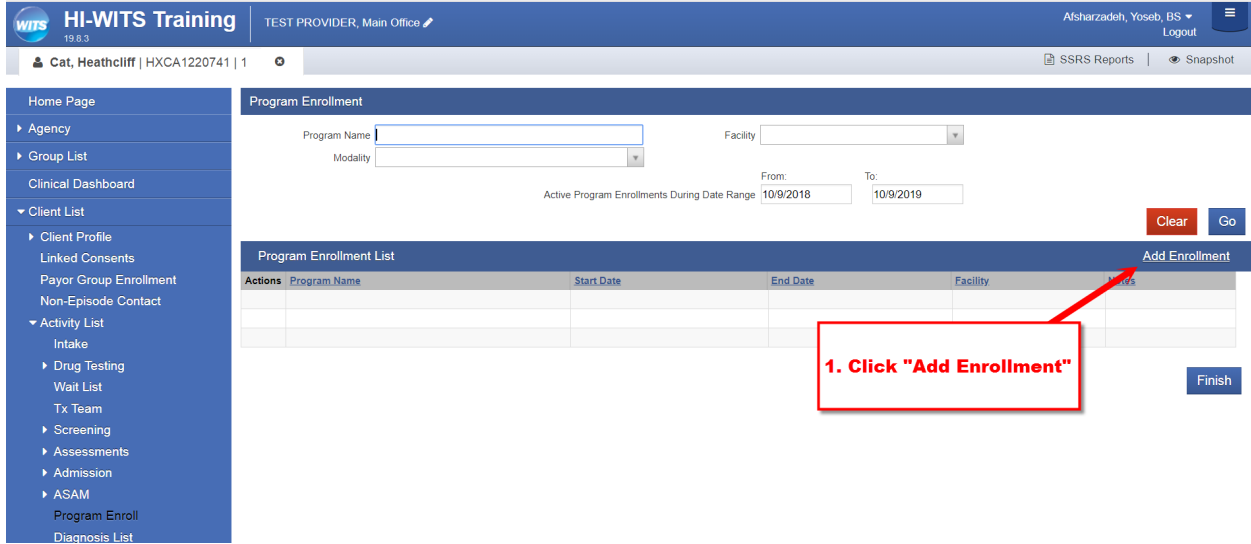 WITS
HI-WITS Training
19.8.3
TEST PROVIDER, Main Office
Afsharzadeh, Yoseb, BS
Logout
Cat, Heathcliff | HXCA1220741 | 1
SSRS Reports | Snapshot
Home Page
Agency
Group List
Clinical Dashboard
Client List
Client Profile
Linked Consents
Payor Group Enrollment
Non-Episode Contact
Activity List
Intake
Drug Testing
Wait List
Tx Team
Screening
Assessments
Admission
ASAM
Program Enroll
Diagnosis List
Program Enrollment
Program Name
Facility
Modality
From: To:
Active Program Enrollments During Date Range 10/9/2018 10/9/2019
Clear Go
Program Enrollment List Add Enrollment
Actions Program Name Start Date End Date Facility Notes
1. Click "Add Enrollment"
Finish